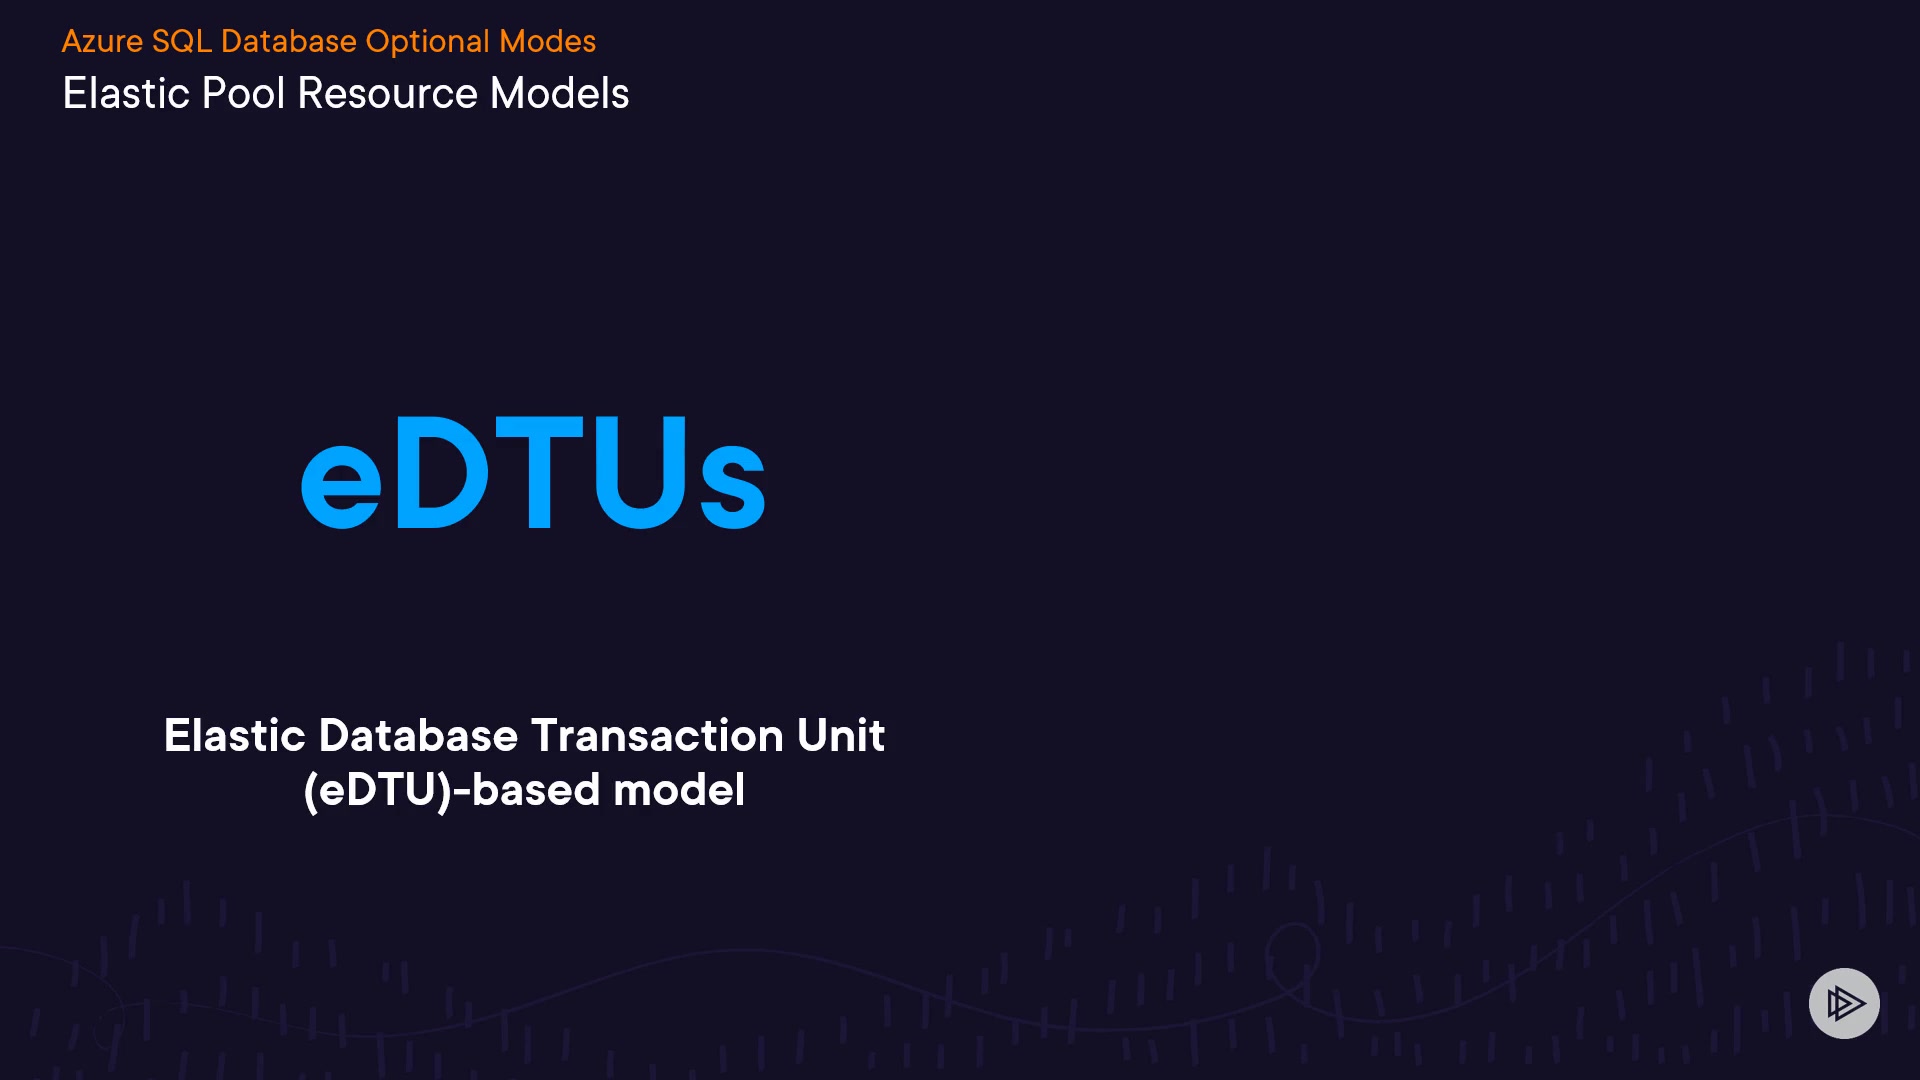 Azure SQL Database Optional Modes
Elastic Pool Resource Models
eDTUs
Elastic Database Transaction Unit
(eDTU)-based model